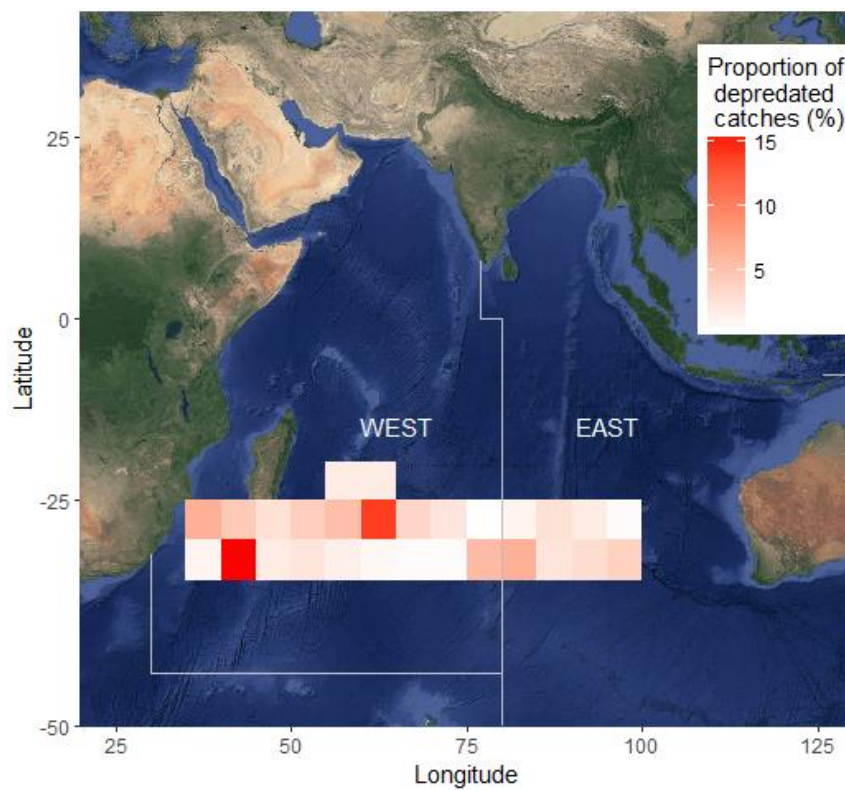 Proportion of
depredated
catches (%)
15
10
5
25
0
-25
-50
Latitude
WEST
EAST
25
50
75
100
125
Longitude